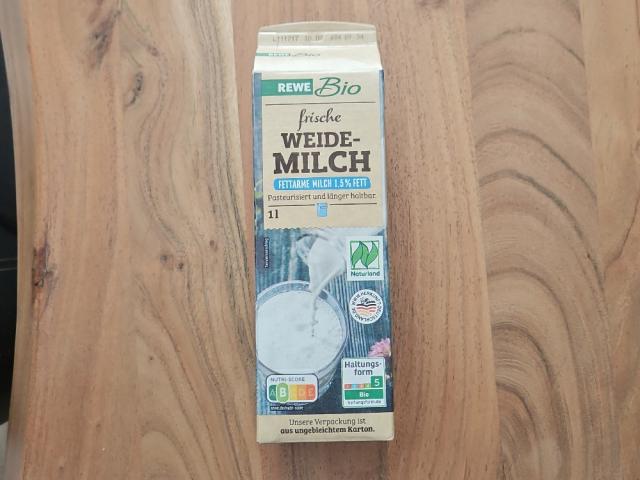 REWE Bio
frische
WEIDE-
MILCH
FETTARME MILCH 1,5% FETT
Pasteurisiert und länger haltbar
1 l
Naturland
Haltungs-
form
5
Bio
NUTRI-SCORE
A B C D E
Unsere Verpackung ist
aus ungebleichtem Karton.